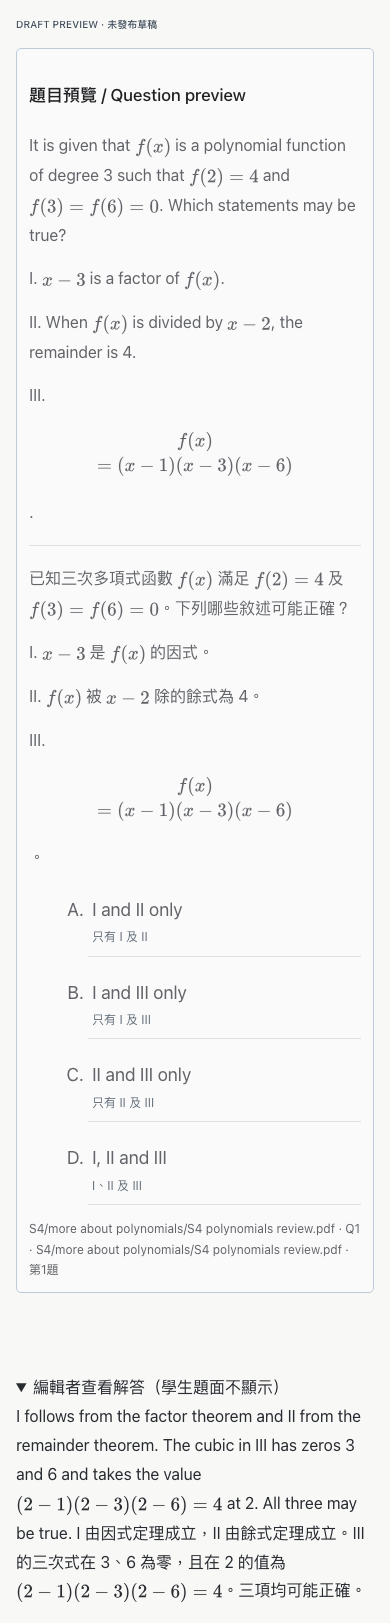 DRAFT PREVIEW · 未發布草稿
題目預覽 / Question preview
It is given that f(x) is a polynomial function
of degree 3 such that f(2) = 4 and
f(3) = f(6) = 0. Which statements may be
true?
I. x − 3 is a factor of f(x).
II. When f(x) is divided by x − 2, the
remainder is 4.
III.
f(x)
= (x − 1)(x − 3)(x − 6)
.
已知三次多項式函數 f(x) 滿足 f(2) = 4 及
f(3) = f(6) = 0。下列哪些敘述可能正確？
I. x − 3 是 f(x) 的因式。
II. f(x) 被 x − 2 除的餘式為 4。
III.
f(x)
= (x − 1)(x − 3)(x − 6)
。
A. I and II only
只有 I 及 II
B. I and III only
只有 I 及 III
C. II and III only
只有 II 及 III
D. I, II and III
I、II 及 III
S4/more about polynomials/S4 polynomials review.pdf · Q1
· S4/more about polynomials/S4 polynomials review.pdf ·
第1題
▼ 編輯者查看解答（學生題面不顯示）
I follows from the factor theorem and II from the
remainder theorem. The cubic in III has zeros 3
and 6 and takes the value
(2 − 1)(2 − 3)(2 − 6) = 4 at 2. All three may
be true. I 由因式定理成立，II 由餘式定理成立。III
的三次式在 3、6 為零，且在 2 的值為
(2 − 1)(2 − 3)(2 − 6) = 4。三項均可能正確。